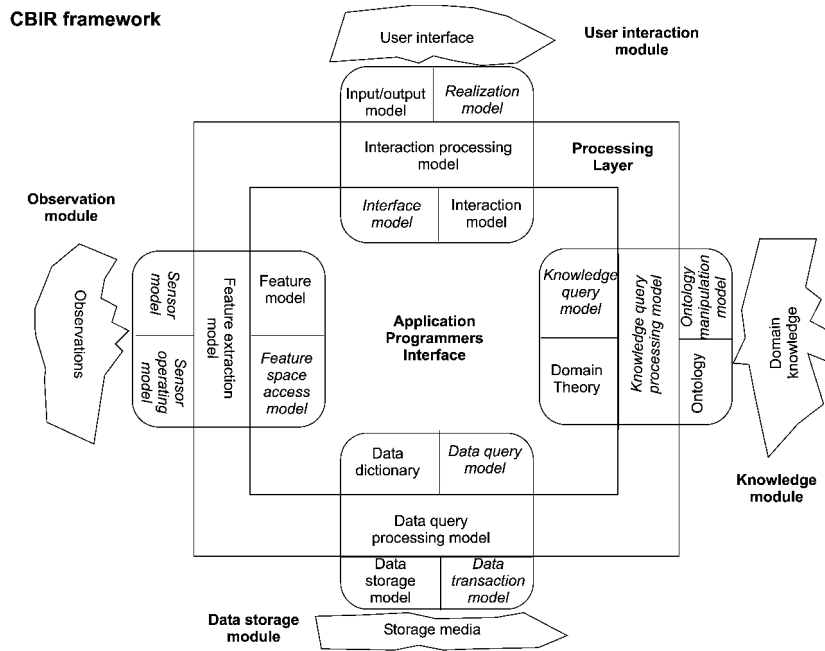 CBIR framework
User interface
User interaction
module
Input/output
model
Realization
model
Interaction processing
model
Processing
Layer
Interface
model
Interaction
model
Observation
module
Observations
Sensor
model
Sensor
operating
model
Feature extraction
model
Feature
model
Feature
space
access
model
Application
Programmers
Interface
Knowledge
query
model
Domain
Theory
Knowledge query
processing model
Ontology
manipulation
model
Ontology
Domain
knowledge
Knowledge
module
Data
dictionary
Data query
model
Data query
processing model
Data
storage
model
Data
transaction
model
Data storage
module
Storage media